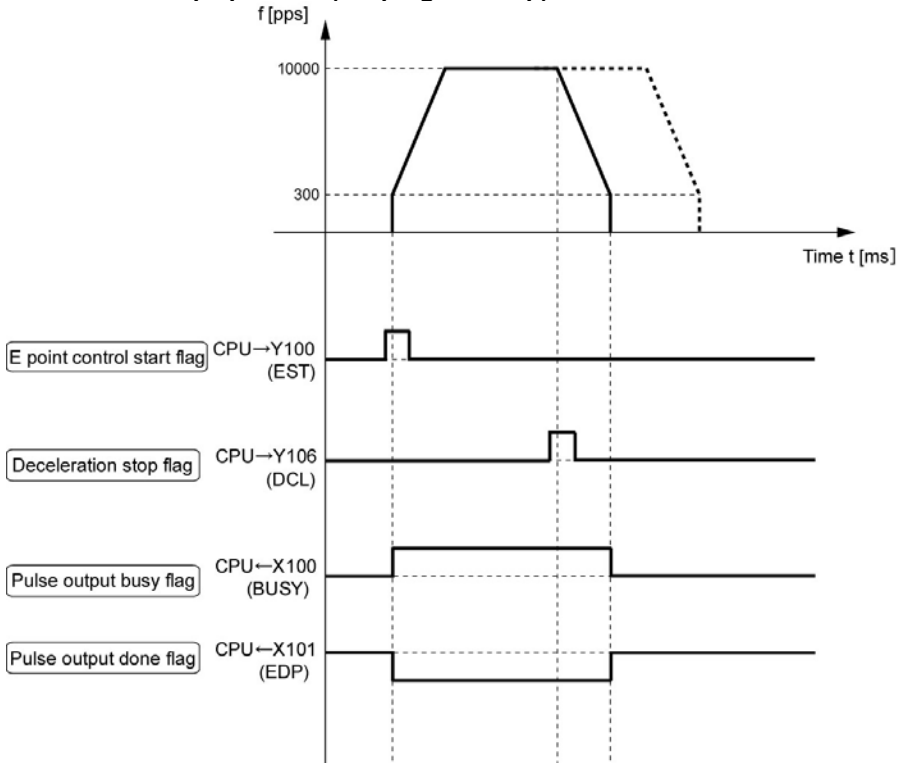 f [pps]
10000
300
Time t [ms]
E point control start flag
CPU→Y100
(EST)
Deceleration stop flag
CPU→Y106
(DCL)
Pulse output busy flag
CPU←X100
(BUSY)
Pulse output done flag
CPU←X101
(EDP)